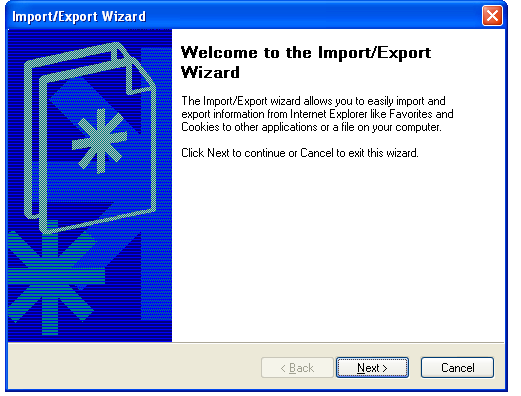 Import/Export Wizard
Welcome to the Import/Export
Wizard
The Import/Export wizard allows you to easily import and
export information from Internet Explorer like Favorites and
Cookies to other applications or a file on your computer.
Click Next to continue or Cancel to exit this wizard.
< Back Next > Cancel